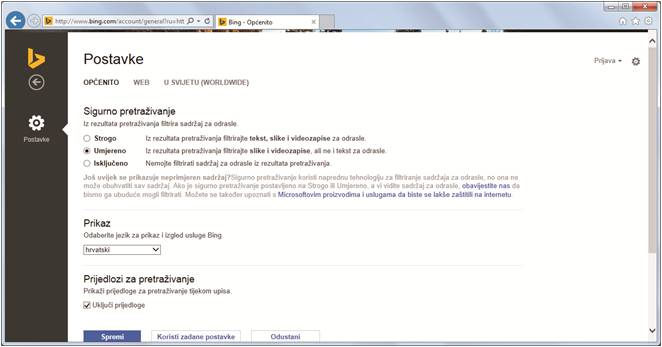 http://www.bing.com/account/general?ru=htt
Bing - Općenito
Postavke
Prijava
OPĆENITO WEB U SVIJETU (WORLDWIDE)
Postavke
Sigurno pretraživanje
Iz rezultata pretraživanja filtrira sadržaj za odrasle.
Strogo Iz rezultata pretraživanja filtrirajte tekst, slike i videozapise za odrasle.
Umjereno Iz rezultata pretraživanja filtrirajte slike i videozapise, ali ne i tekst za odrasle.
Isključeno Nemojte filtrirati sadržaj za odrasle iz rezultata pretraživanja.
Još uvijek se prikazuje neprimjeren sadržaj?Sigurno pretraživanje koristi naprednu tehnologiju za filtriranje sadržaja za odrasle, no ona ne
može obuhvatiti sav sadržaj. Ako je sigurno pretraživanje postavljeno na Strogo ili Umjereno, a vi vidite sadržaj za odrasle, obavijestite nas da
bismo ga ubuduće mogli filtrirati. Možete se također upoznati s Microsoftovim proizvodima i uslugama da biste se lakše zaštitili na internetu.
Prikaz
Odaberite jezik za prikaz i izgled usluge Bing.
hrvatski
Prijedlozi za pretraživanje
Prikaži prijedloge za pretraživanje tijekom upisa.
Uključi prijedloge
Spremi Koristi zadane postavke Odustani